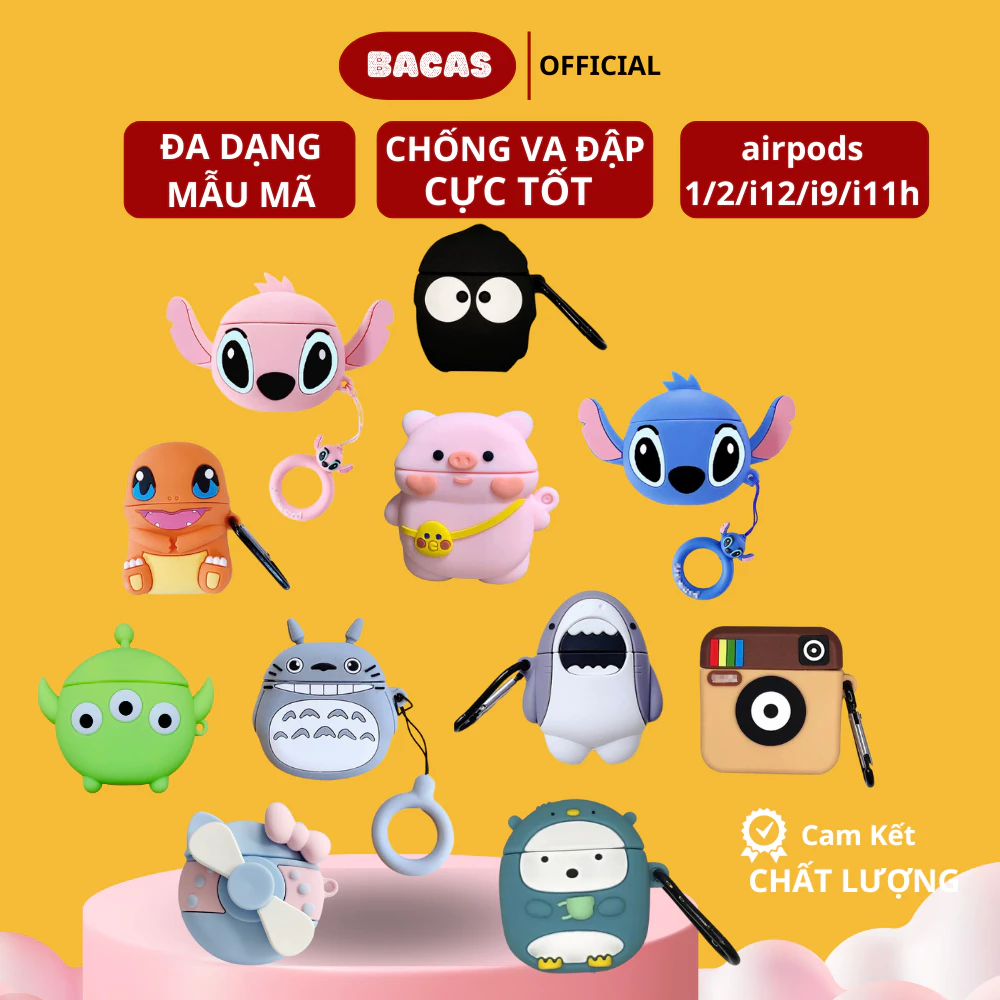 BACAS
OFFICIAL
ĐA DẠNG
MẪU MÃ
CHỐNG VA ĐẬP
CỰC TỐT
airpods
1/2/i12/i9/i11h
Cam Kết
CHẤT LƯỢNG